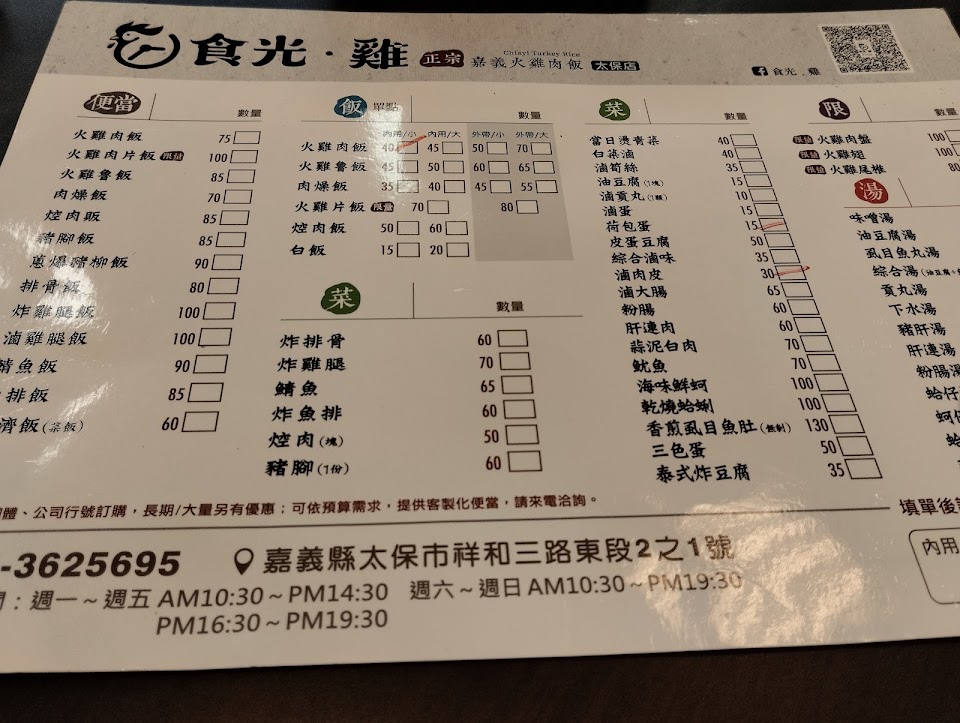 食光·雞 正宗 Chiayi Turkey Rice 嘉義火雞肉飯 太保店
食光．雞
便當 數量
火雞肉飯 75
火雞肉片飯 限量 100
火雞魯飯 85
肉燥飯 70
焢肉飯 85
豬腳飯 85
蔥爆豬柳飯 90
排骨飯 80
炸雞腿飯 100
滷雞腿飯 100
鯖魚飯 90
排飯 85
濟飯(菜飯) 60
飯 單點 數量
內用/小 內用/大 外帶/小 外帶/大
火雞肉飯 40 45 50 70
火雞魯飯 45 50 60 65
肉燥飯 35 40 45 55
火雞片飯 限當 70 80
焢肉飯 50 60
白飯 15 20
菜 數量
炸排骨 60
炸雞腿 70
鯖魚 65
炸魚排 60
焢肉(塊) 50
豬腳(1份) 60
菜 數量
當日燙青菜 40
白菜滷 40
滷筍絲 35
油豆腐(1塊) 15
滷貢丸(1顆) 10
滷蛋 15
荷包蛋 15
皮蛋豆腐 50
綜合滷味 35
滷肉皮 30
滷大腸 65
粉腸 60
肝連肉 60
蒜泥白肉 70
魷魚 70
海味鮮蚵 100
乾燒蛤蜊 100
香煎虱目魚肚(無刺) 130
三色蛋 50
泰式炸豆腐 35
限 數量
限量 火雞肉盤 100
限量 火雞翅 100
限量 火雞尾椎 80
湯
味噌湯
油豆腐湯
虱目魚丸湯
綜合湯(油豆腐
貢丸湯
下水湯
豬肝湯
肝連湯
粉腸湯
蛤仔
蚵仔
蛤
體、公司行號訂購，長期/大量另有優惠；可依預算需求，提供客製化便當，請來電洽詢。
填單後
-3625695 嘉義縣太保市祥和三路東段2之1號
內用
：週一～週五 AM10:30～PM14:30 週六～週日 AM10:30～PM19:30
PM16:30～PM19:30